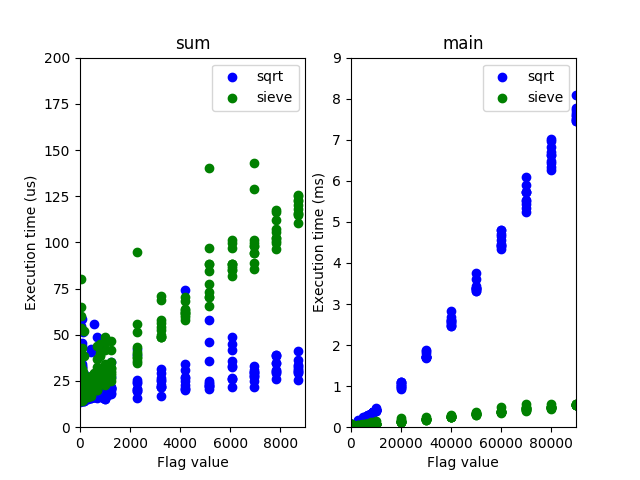 sum
200
175
150
125
100
75
50
25
0
Execution time (us)
0
2000
4000
6000
8000
Flag value
sqrt
sieve
main
9
8
7
6
5
4
3
2
1
0
Execution time (ms)
0
20000
40000
60000
80000
Flag value
sqrt
sieve